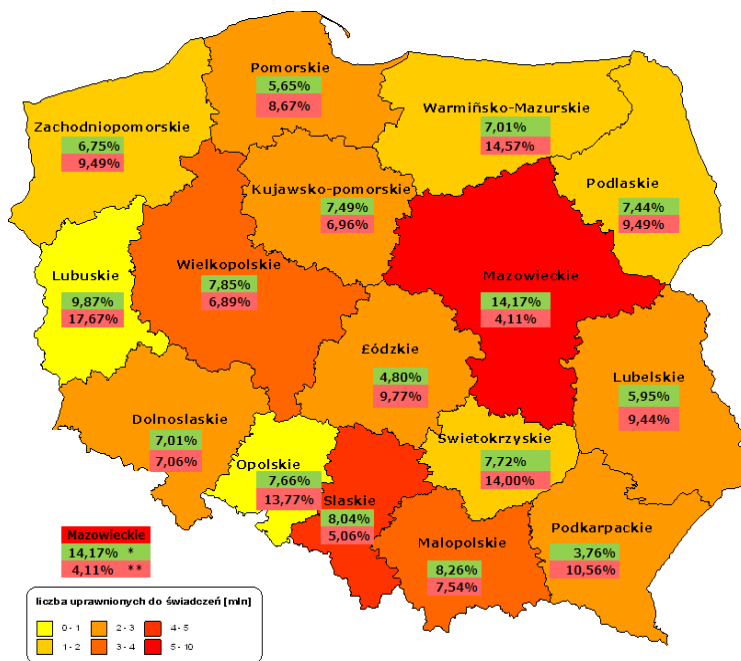 Pomorskie
5,65%
8,67%
Warmiñsko-Mazurskie
7,01%
14,57%
Zachodniopomorskie
6,75%
9,49%
Podlaskie
7,44%
9,49%
Kujawsko-pomorskie
7,49%
6,96%
Lubuskie
9,87%
17,67%
Wielkopolskie
7,85%
6,89%
Mazowieckie
14,17%
4,11%
£ódzkie
4,80%
9,77%
Lubelskie
5,95%
9,44%
Dolnoslaskie
7,01%
7,06%
Opolskie
7,66%
13,77%
Swietokrzyskie
7,72%
14,00%
Slaskie
8,04%
5,06%
Malopolskie
8,26%
7,54%
Podkarpackie
3,76%
10,56%
Mazowieckie
14,17% *
4,11% **
liczba uprawnionych do świadczeń [mln]
0 - 1 2 - 3 4 - 5
1 - 2 3 - 4 5 - 10